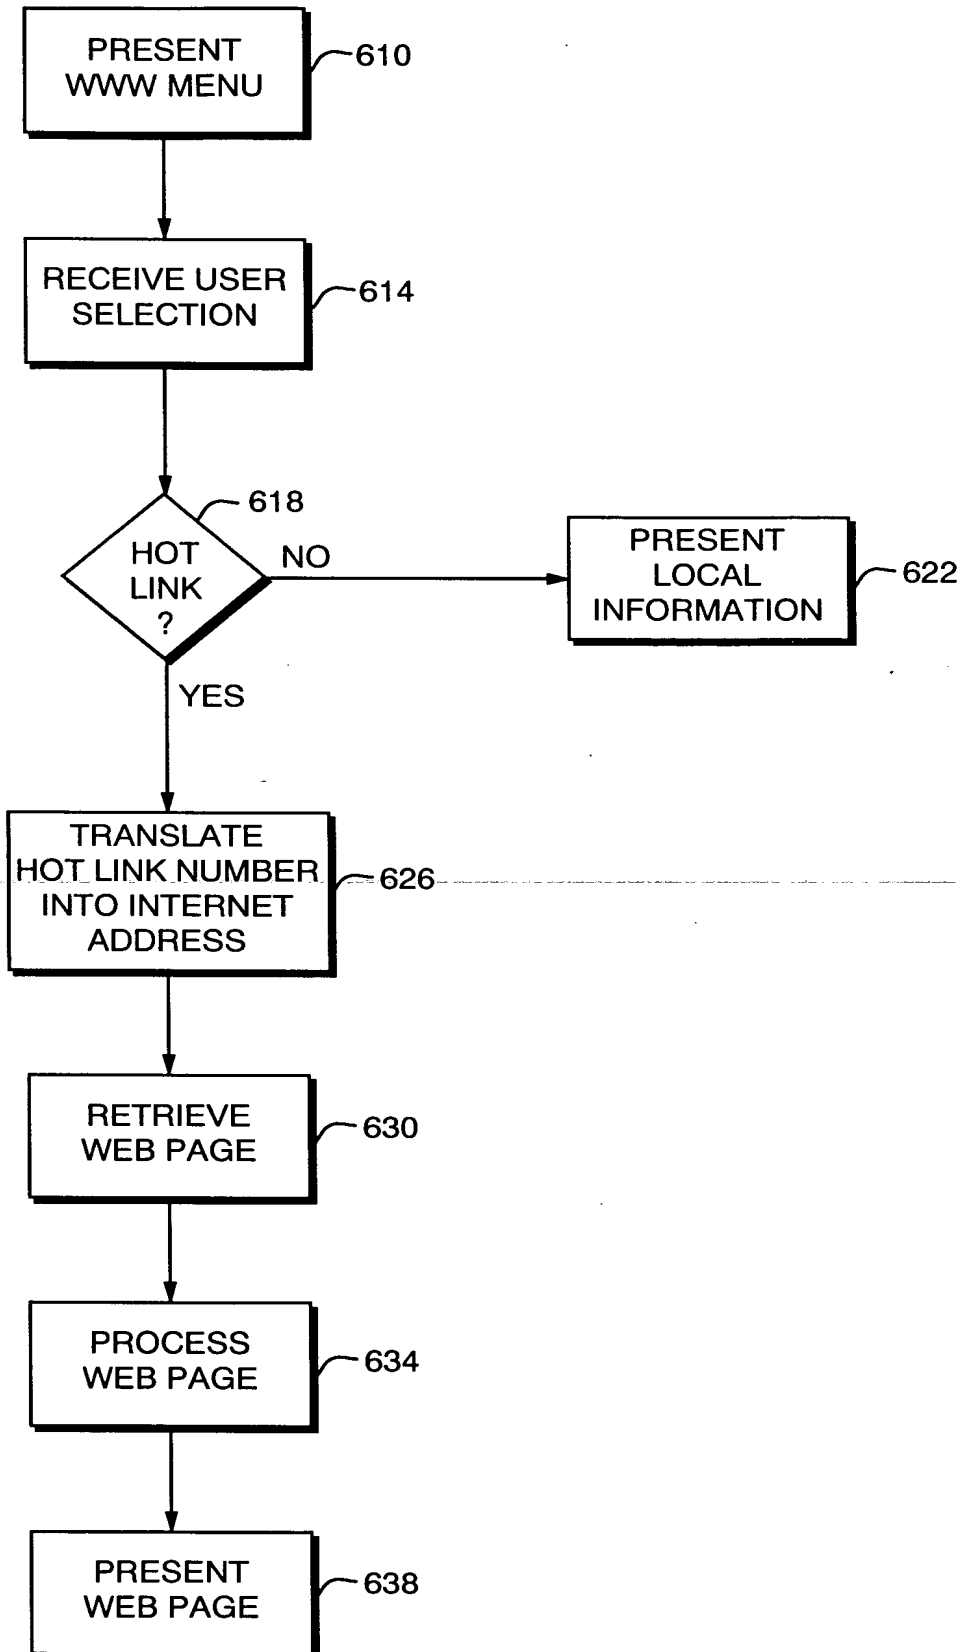 PRESENT
WWW MENU
610
RECEIVE USER
SELECTION
614
618
HOT
LINK
?
NO
PRESENT
LOCAL
INFORMATION
622
YES
TRANSLATE
HOT LINK NUMBER
INTO INTERNET
ADDRESS
626
RETRIEVE
WEB PAGE
630
PROCESS
WEB PAGE
634
PRESENT
WEB PAGE
638